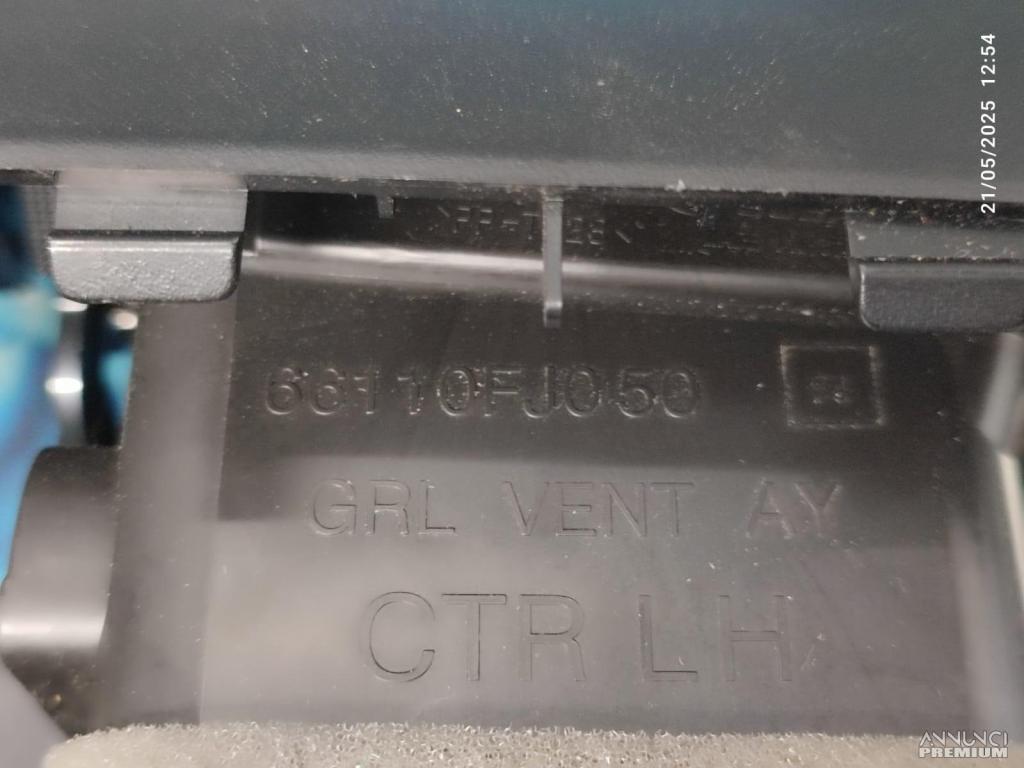 21/05/2025 12:54
66110FJ050
GRL VENT AY
CTR LH
ANNUNCI
PREMIUM